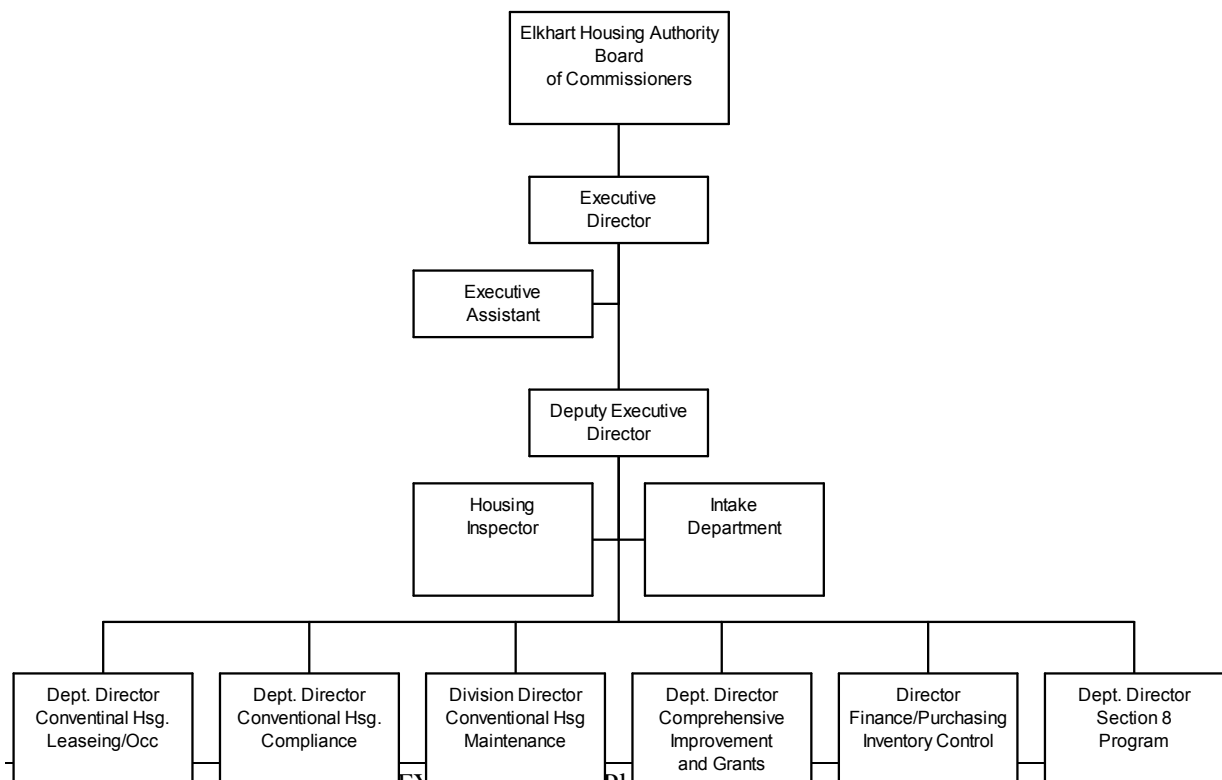 Elkhart Housing Authority
Board
of Commissioners
Executive
Director
Executive
Assistant
Deputy Executive
Director
Housing
Inspector
Intake
Department
Dept. Director
Conventinal Hsg.
Leaseing/Occ
Dept. Director
Conventional Hsg.
Compliance
Division Director
Conventional Hsg
Maintenance
Dept. Director
Comprehensive
Improvement
and Grants
Director
Finance/Purchasing
Inventory Control
Dept. Director
Section 8
Program